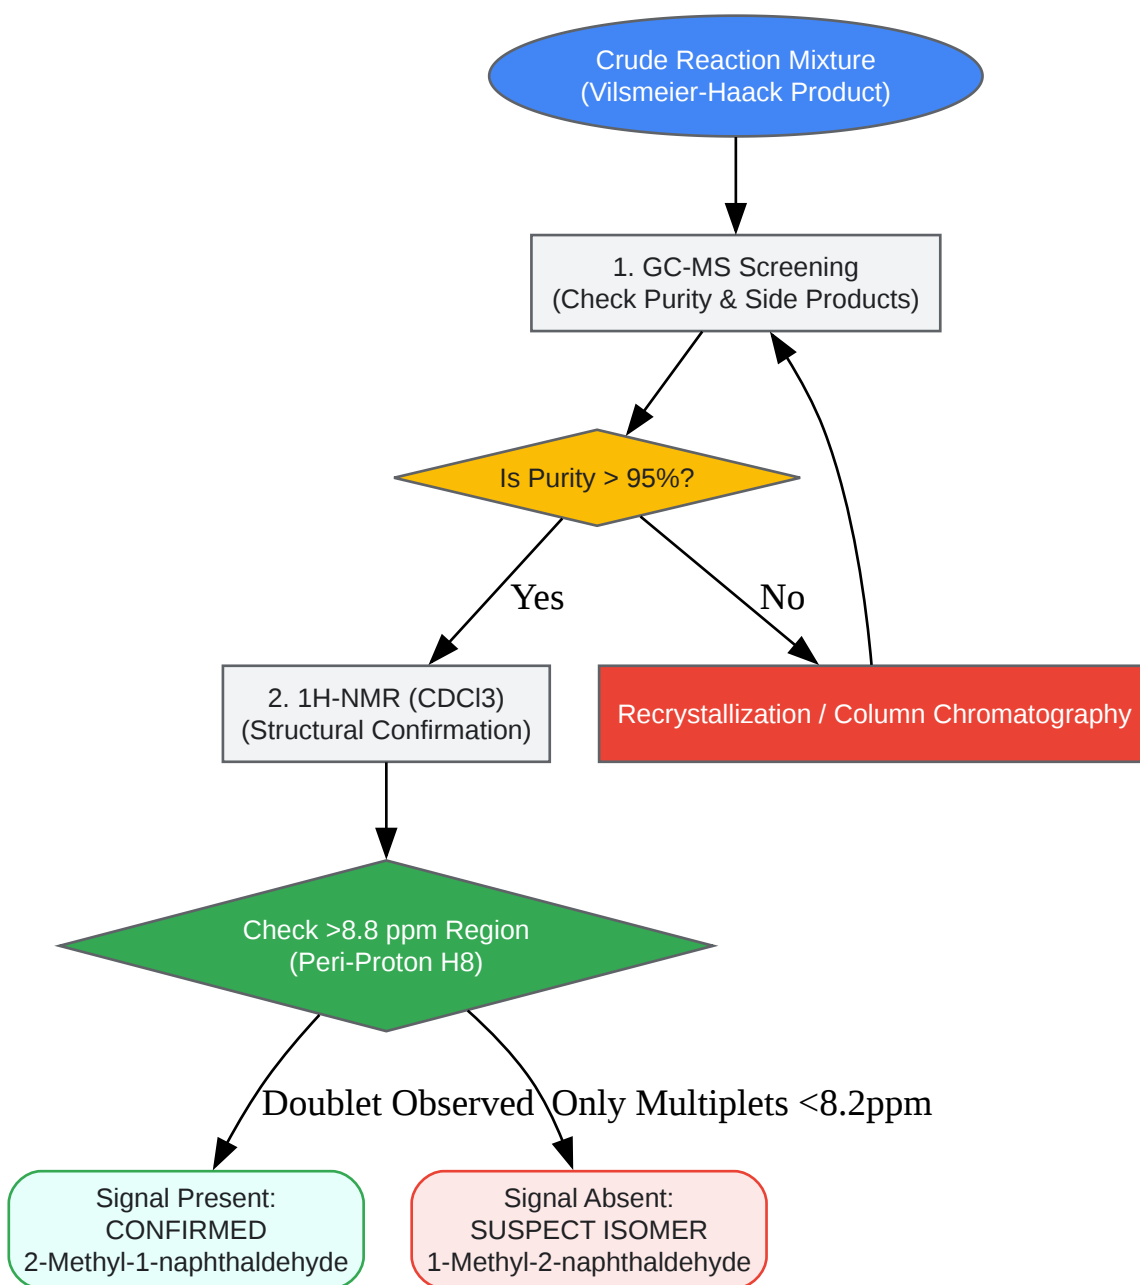 Crude Reaction Mixture
(Vilsmeier-Haack Product)
1. GC-MS Screening
(Check Purity & Side Products)
Is Purity > 95%?
Yes
No
2. 1H-NMR (CDCl3)
(Structural Confirmation)
Recrystallization / Column Chromatography
Check >8.8 ppm Region
(Peri-Proton H8)
Doublet Observed
Only Multiplets <8.2ppm
Signal Present:
CONFIRMED
2-Methyl-1-naphthaldehyde
Signal Absent:
SUSPECT ISOMER
1-Methyl-2-naphthaldehyde